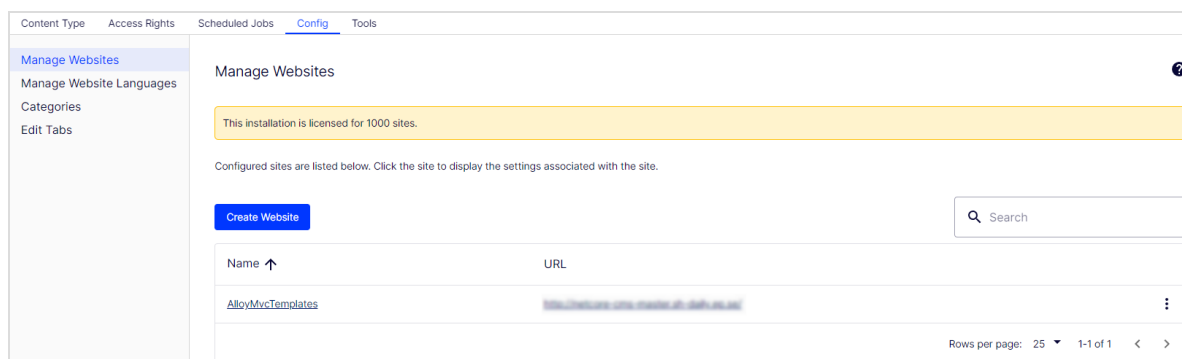 Content Type Access Rights Scheduled Jobs Config Tools
Manage Websites
Manage Website Languages
Categories
Edit Tabs
Manage Websites
This installation is licensed for 1000 sites.
Configured sites are listed below. Click the site to display the settings associated with the site.
Create Website
Search
Name URL
AlloyMvcTemplates
Rows per page: 25 1-1 of 1